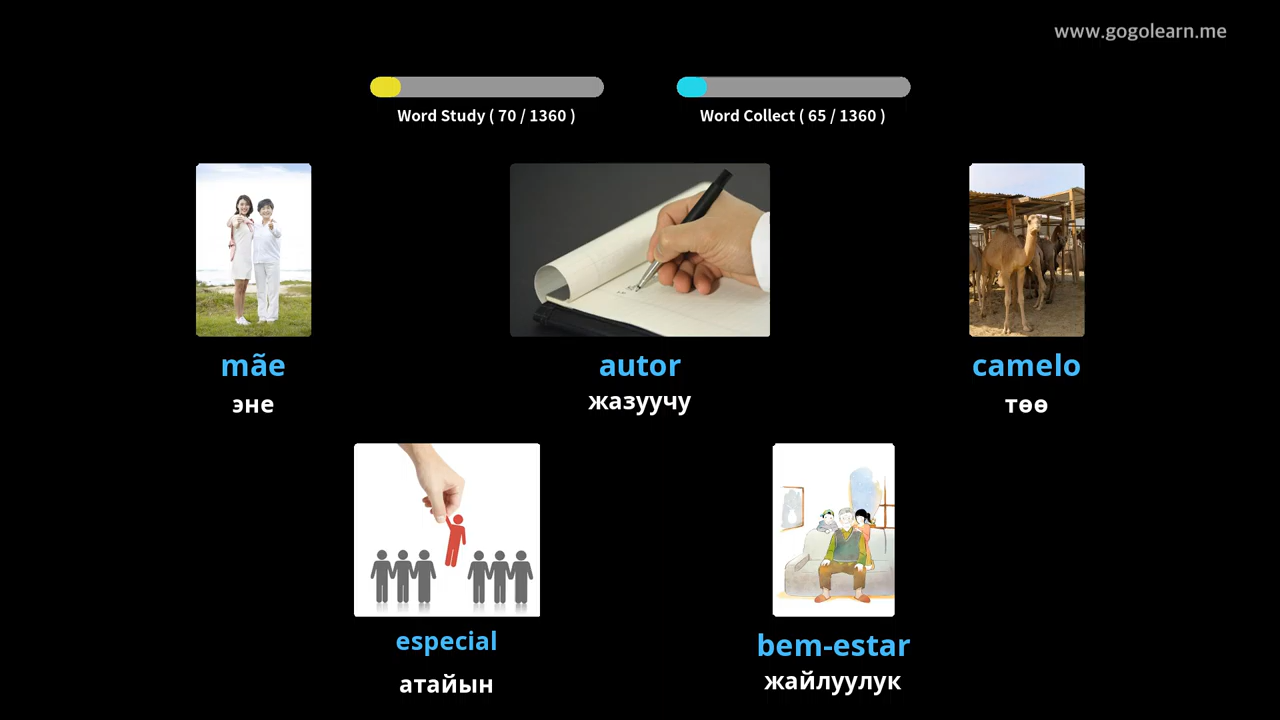 www.gogolearn.me
Word Study ( 70 / 1360 )
Word Collect ( 65 / 1360 )
mãe
эне
autor
жазуучу
camelo
төө
especial
атайын
bem-estar
жайлуулук